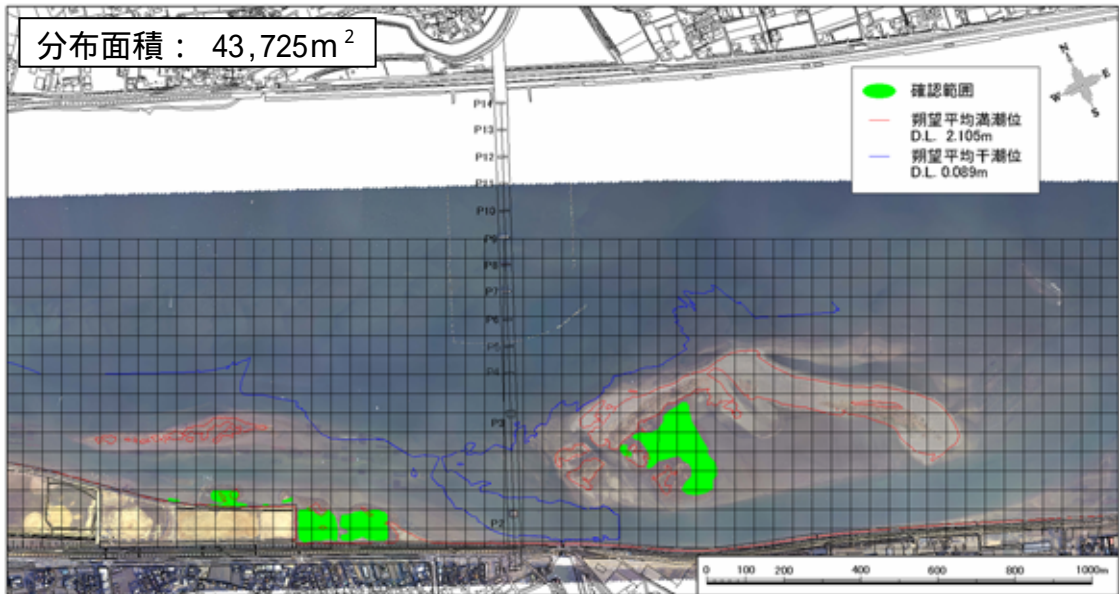 分布面積： 43,725m²
N
E
W
S
確認範囲
朔望平均満潮位
D.L. 2.105m
朔望平均干潮位
D.L. 0.089m
P14
P13
P12
P11
P10
P9
P8
P7
P6
P5
P4
P3
P2
0 100 200 400 600 800 1000m